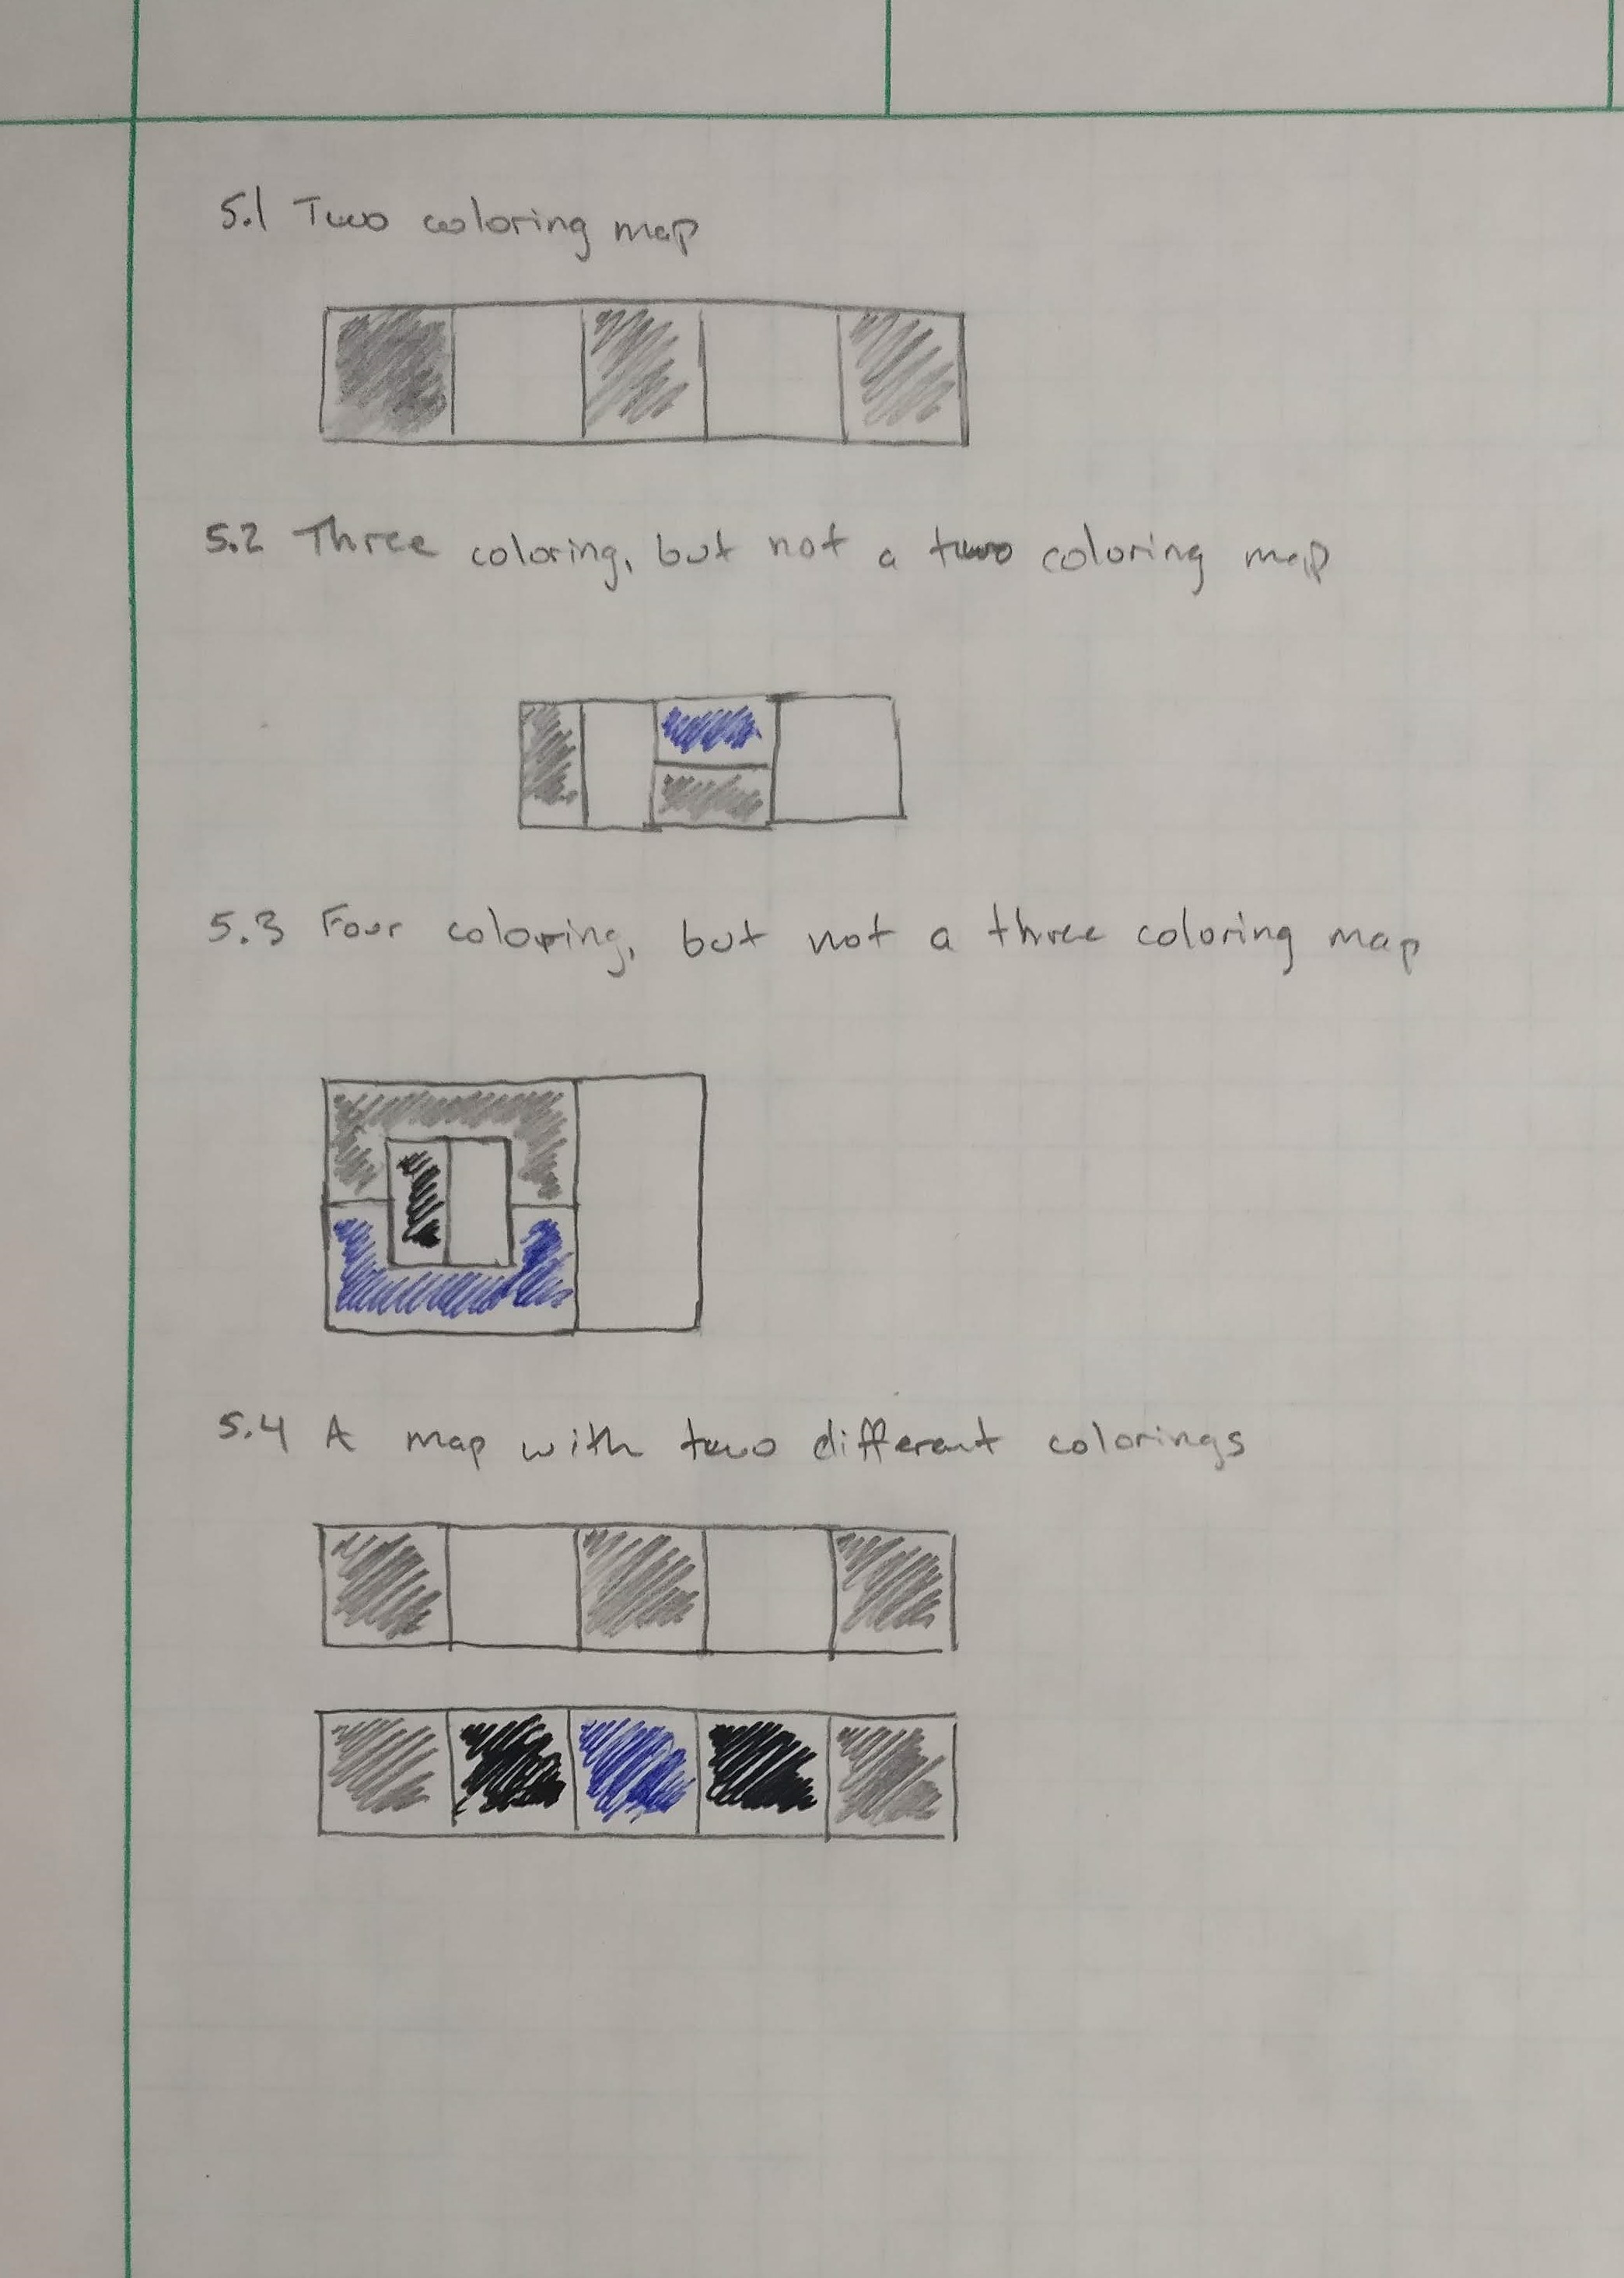 5.1 Two coloring map
5.2 Three coloring, but not a two coloring map
5.3 Four coloring, but not a three coloring map
5.4 A map with two different colorings